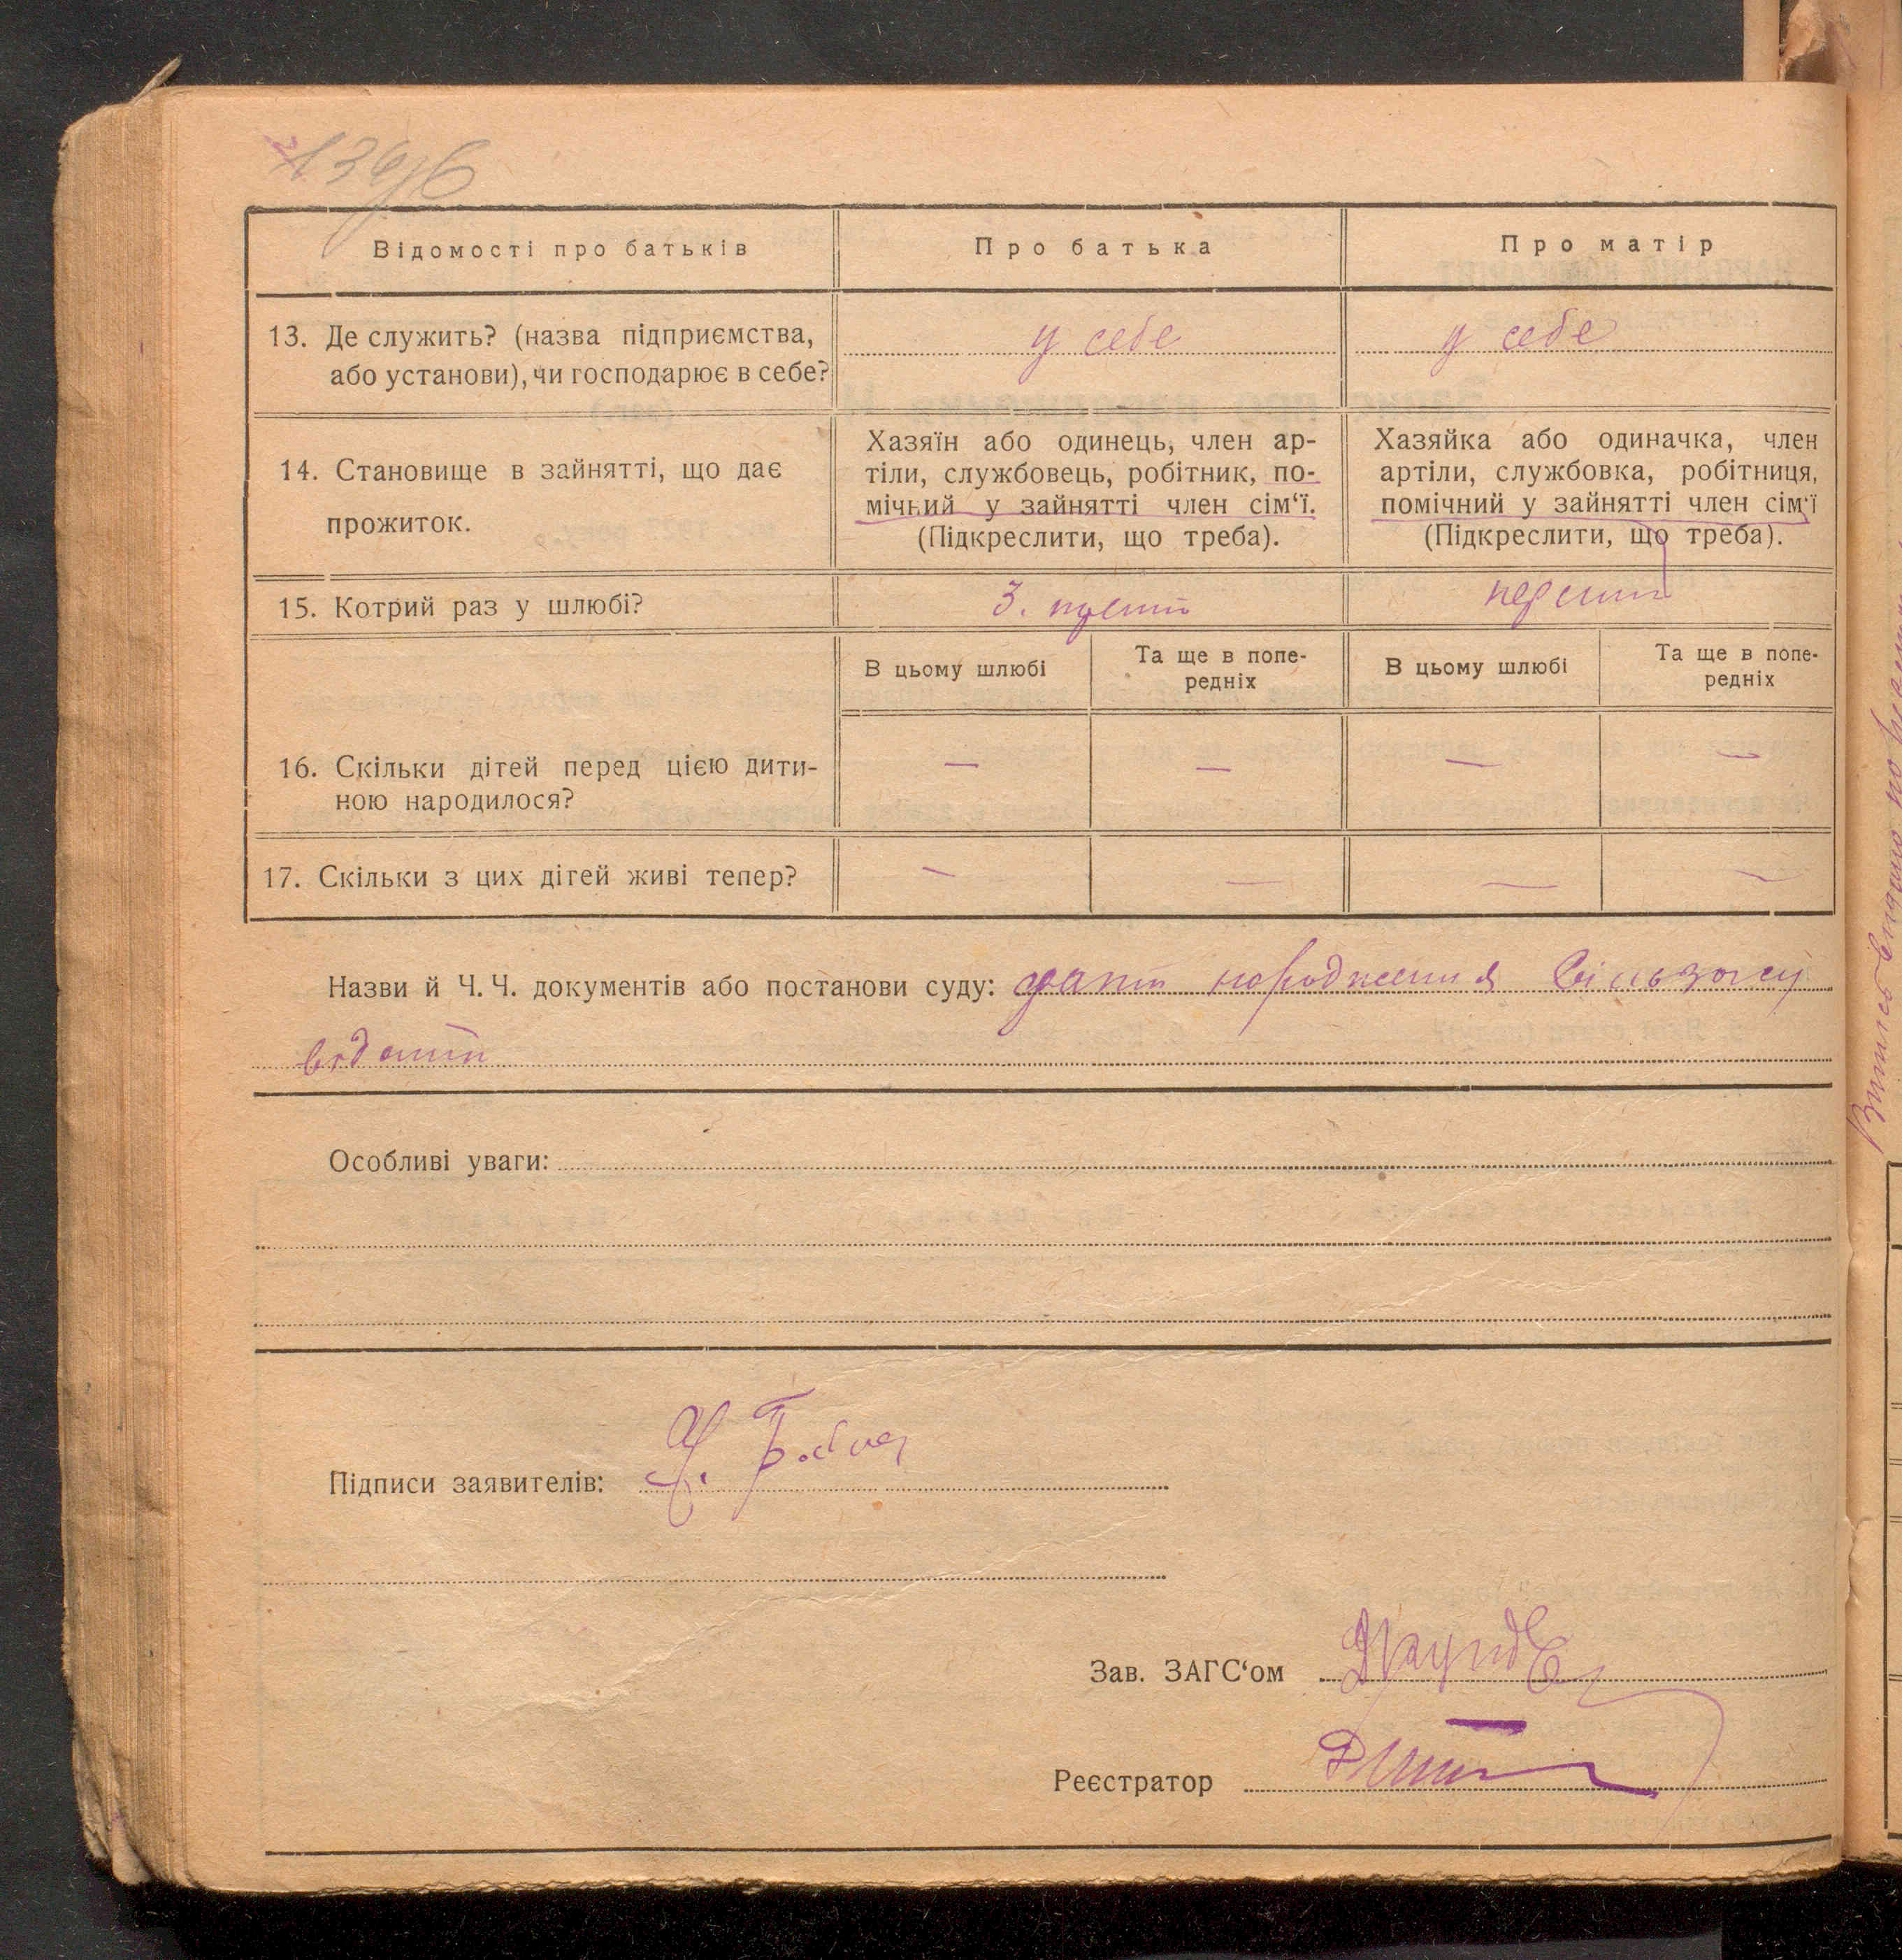 Відомості про батьків
Про батька
Про матір
13. Де служить? (назва підприємства,
або установи), чи господарює в себе?
у себе
у себе
14. Становище в зайнятті, що дає
прожиток.
Хазяїн або одинець, член ар-
тіли, службовець, робітник, по-
мічний у зайнятті член сім‘ї.
(Підкреслити, що треба).
Хазяйка або одиначка, член
артіли, службовка, робітниця,
помічний у зайнятті член сім‘ї
(Підкреслити, що треба).
15. Котрий раз у шлюбі?
3.
перший
В цьому шлюбі
Та ще в попе-
редніх
В цьому шлюбі
Та ще в попе-
редніх
16. Скільки дітей перед цією дити-
ною народилося?
— — — —
17. Скільки з цих дітей живі тепер?
— — — —
Назви й Ч. Ч. документів або постанови суду: факт народження
Особливі уваги:
Підписи заявителів:
Зав. ЗАГС‘ом
Реєстратор